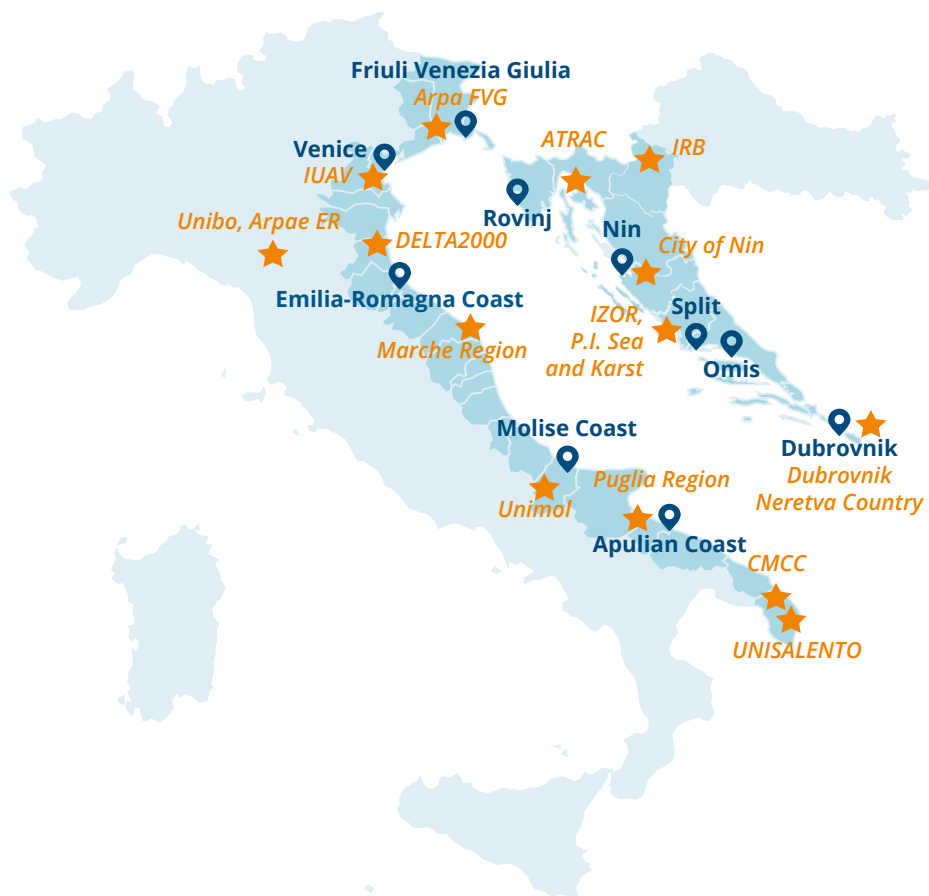 Friuli Venezia Giulia
Arpa FVG
ATRAC
IRB
Venice
IUAV
Rovinj
Unibo, Arpae ER
DELTA2000
Nin
City of Nin
Emilia-Romagna Coast
Marche Region
IZOR,
P.I. Sea
and Karst
Split
Omis
Molise Coast
Unimol
Dubrovnik
Dubrovnik
Neretva Country
Puglia Region
Apulian Coast
CMCC
UNISALENTO